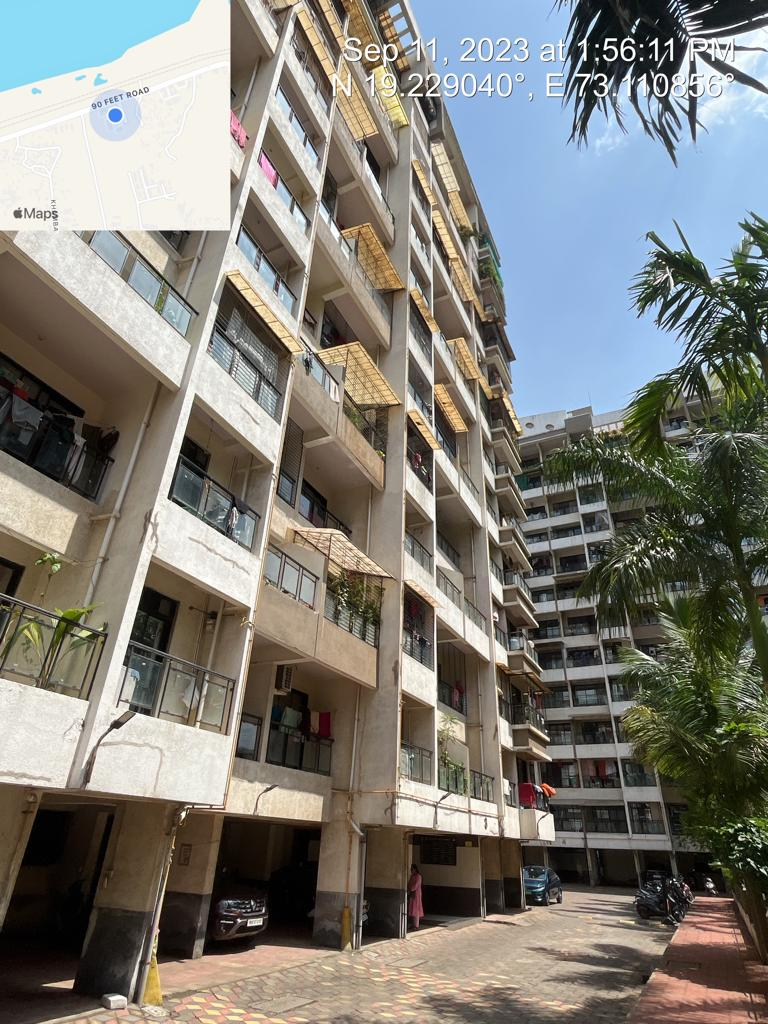 Sep 11, 2023 at 1:56:11 PM
N 19.229040°, E 73.110856°
90 FEET ROAD
Maps